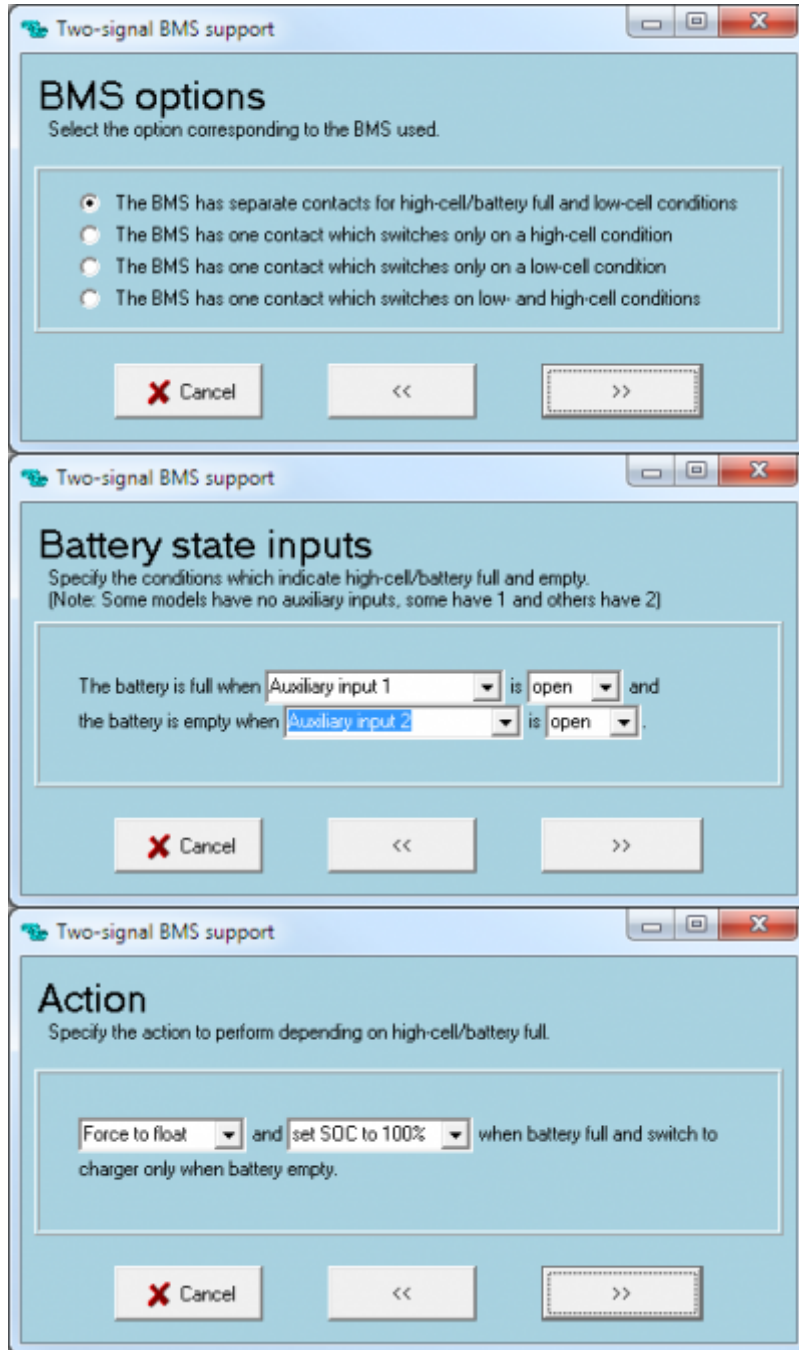 Two-signal BMS support
BMS options
Select the option corresponding to the BMS used.
The BMS has separate contacts for high-cell/battery full and low-cell conditions
The BMS has one contact which switches only on a high-cell condition
The BMS has one contact which switches only on a low-cell condition
The BMS has one contact which switches on low- and high-cell conditions
Cancel << >>
Two-signal BMS support
Battery state inputs
Specify the conditions which indicate high-cell/battery full and empty.
(Note: Some models have no auxiliary inputs, some have 1 and others have 2)
The battery is full when Auxiliary input 1 is open and
the battery is empty when Auxiliary input 2 is open .
Cancel << >>
Two-signal BMS support
Action
Specify the action to perform depending on high-cell/battery full.
Force to float and set SOC to 100% when battery full and switch to
charger only when battery empty.
Cancel << >>